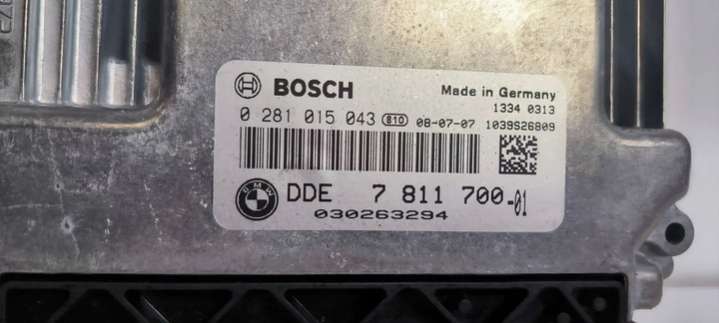 BOSCH
Made in Germany
1334 0313
0 281 015 043 810 08-07-07 1039S26809
BMW
DDE 7 811 700-01
030263294